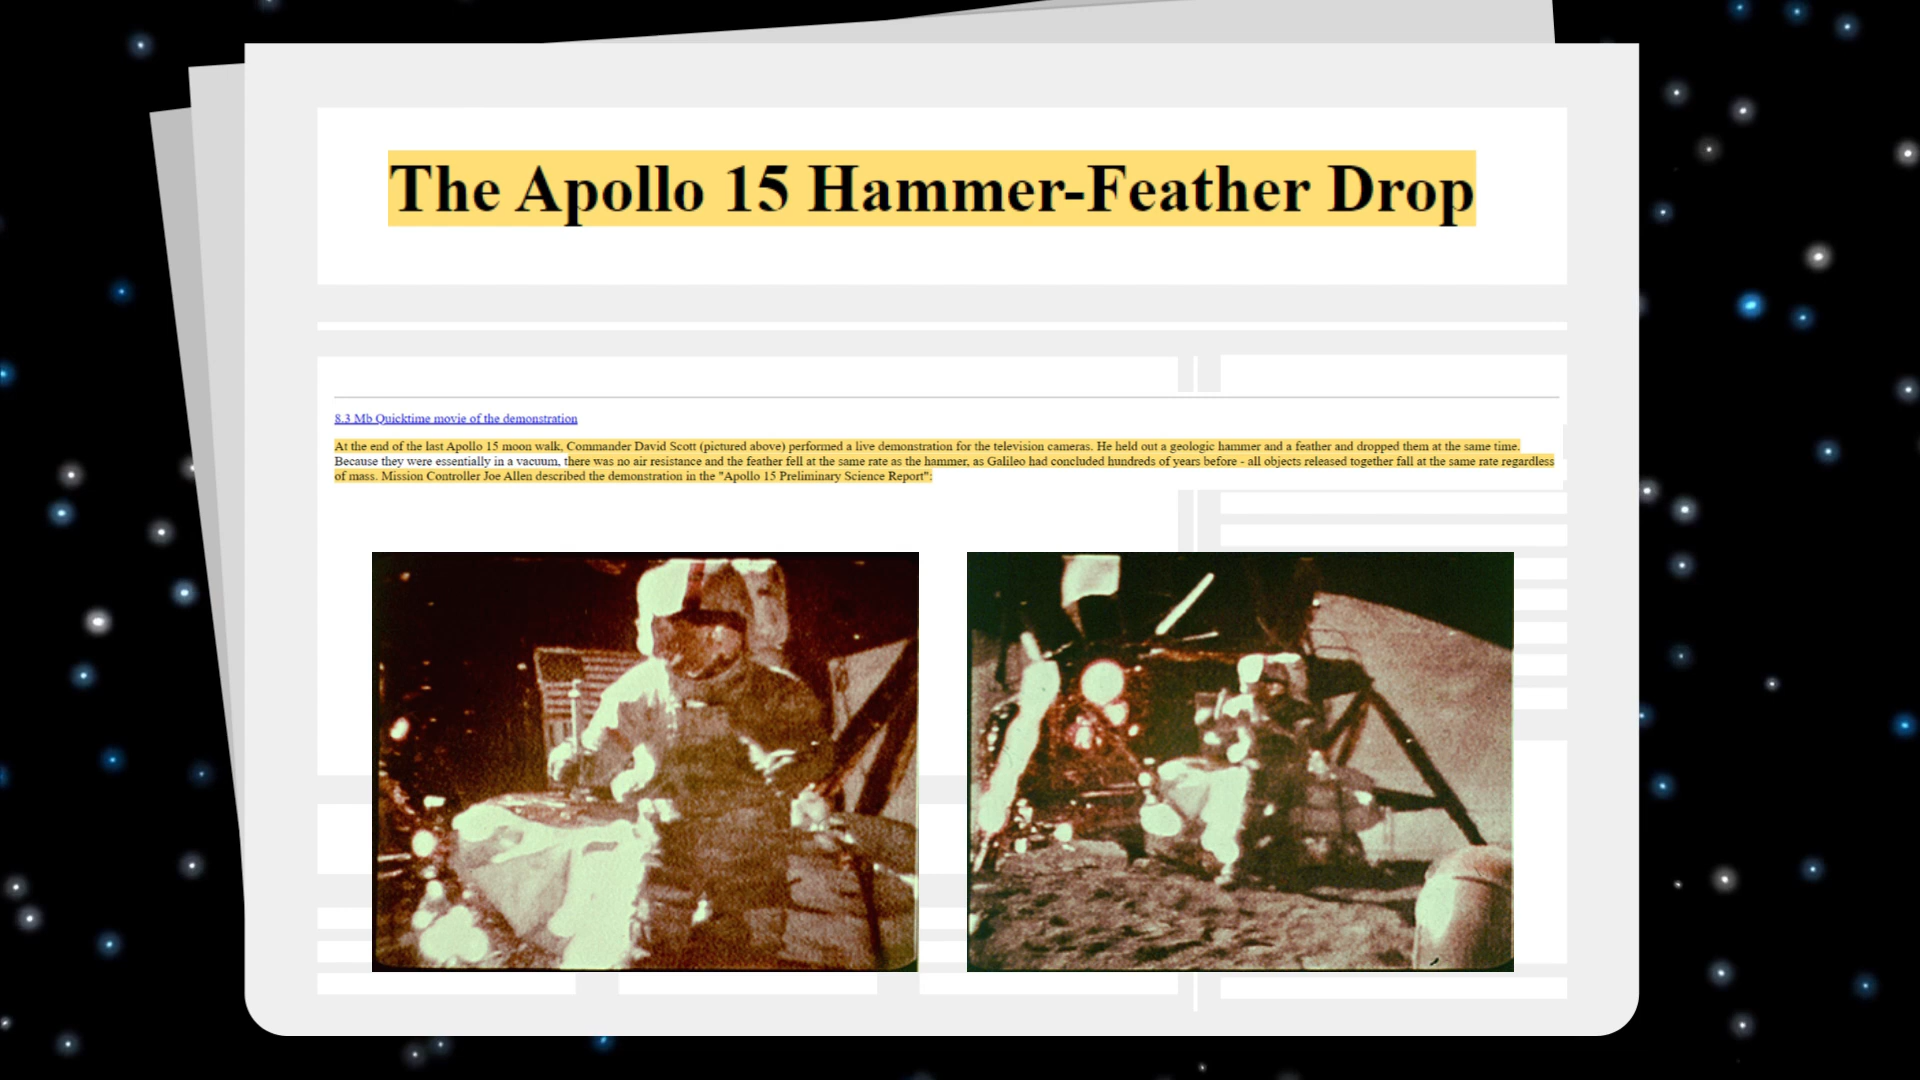 The Apollo 15 Hammer-Feather Drop
8.3 Mb Quicktime movie of the demonstration
At the end of the last Apollo 15 moon walk, Commander David Scott (pictured above) performed a live demonstration for the television cameras. He held out a geologic hammer and a feather and dropped them at the same time.
Because they were essentially in a vacuum, there was no air resistance and the feather fell at the same rate as the hammer, as Galileo had concluded hundreds of years before - all objects released together fall at the same rate regardless
of mass. Mission Controller Joe Allen described the demonstration in the "Apollo 15 Preliminary Science Report":